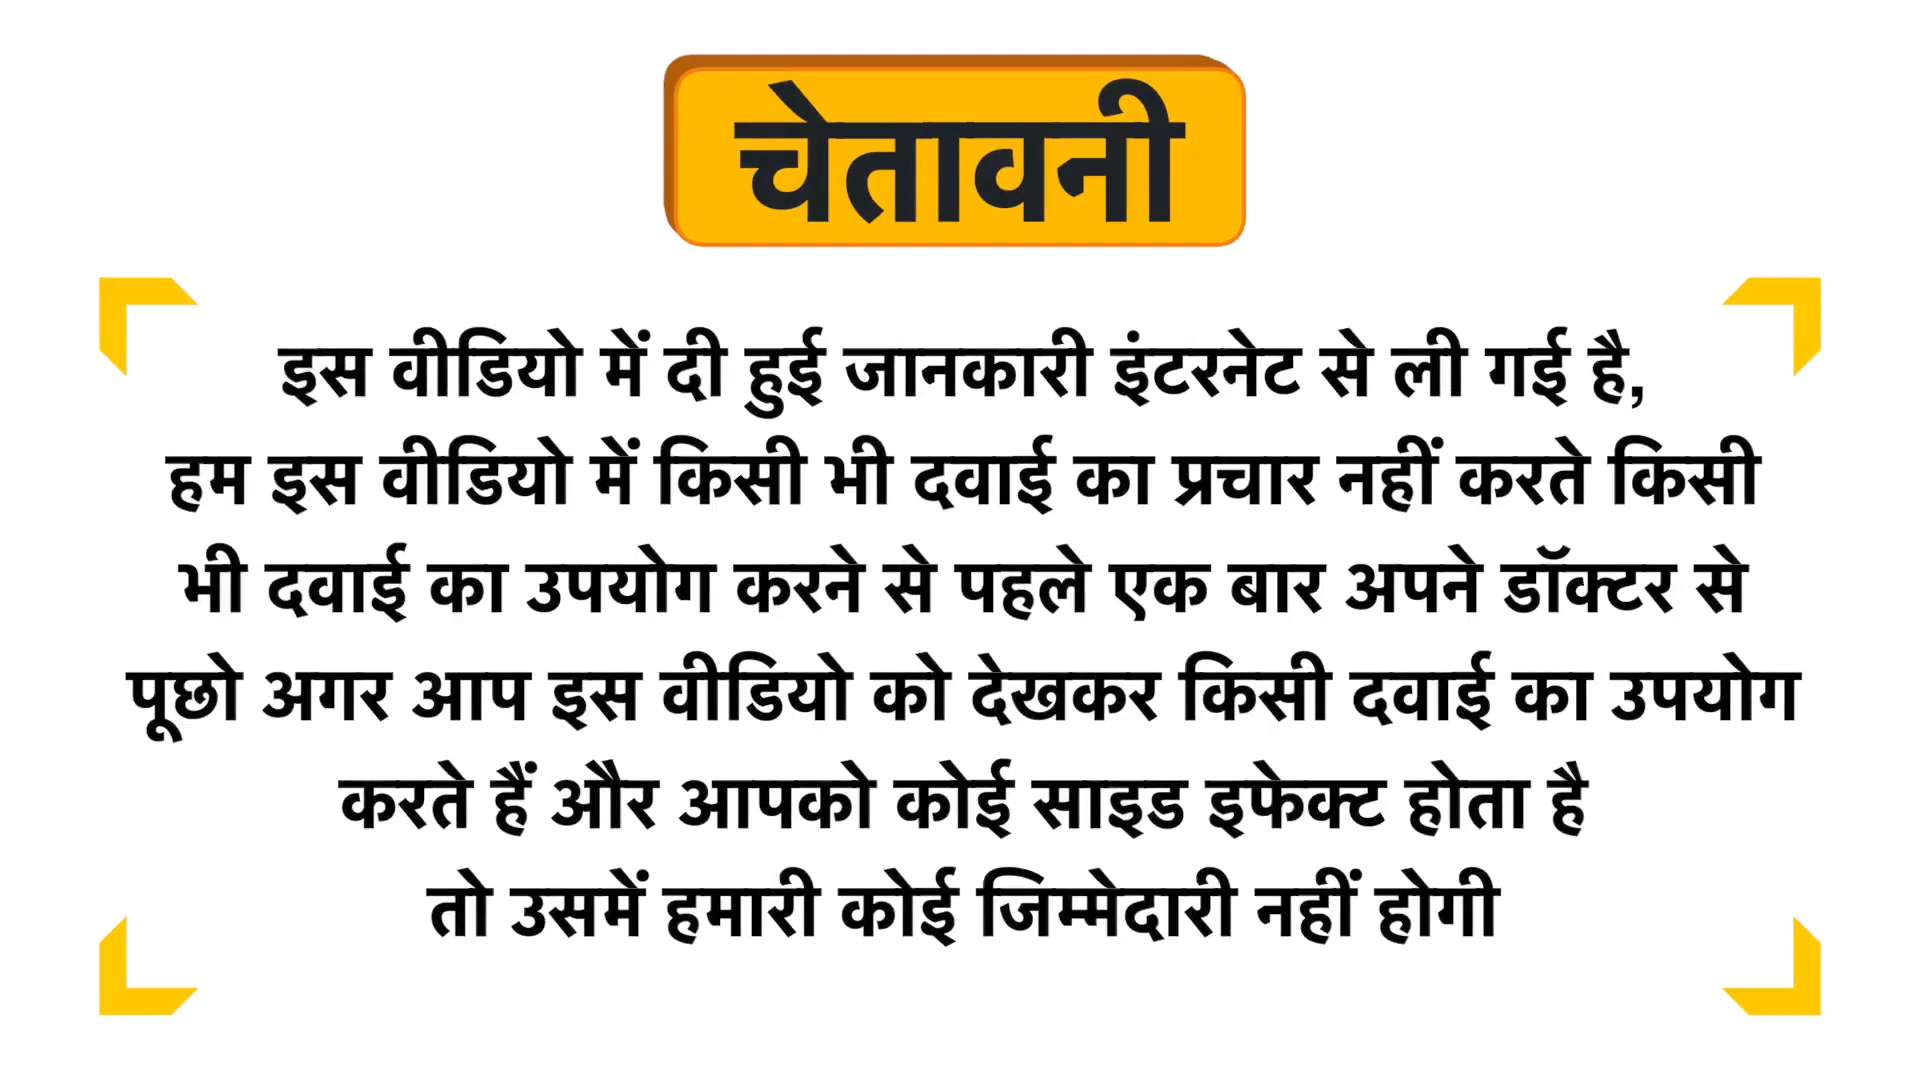 चेतावनी
इस वीडियो में दी हुई जानकारी इंटरनेट से ली गई है,
हम इस वीडियो में किसी भी दवाई का प्रचार नहीं करते किसी
भी दवाई का उपयोग करने से पहले एक बार अपने डॉक्टर से
पूछो अगर आप इस वीडियो को देखकर किसी दवाई का उपयोग
करते हैं और आपको कोई साइड इफेक्ट होता है
तो उसमें हमारी कोई जिम्मेदारी नहीं होगी